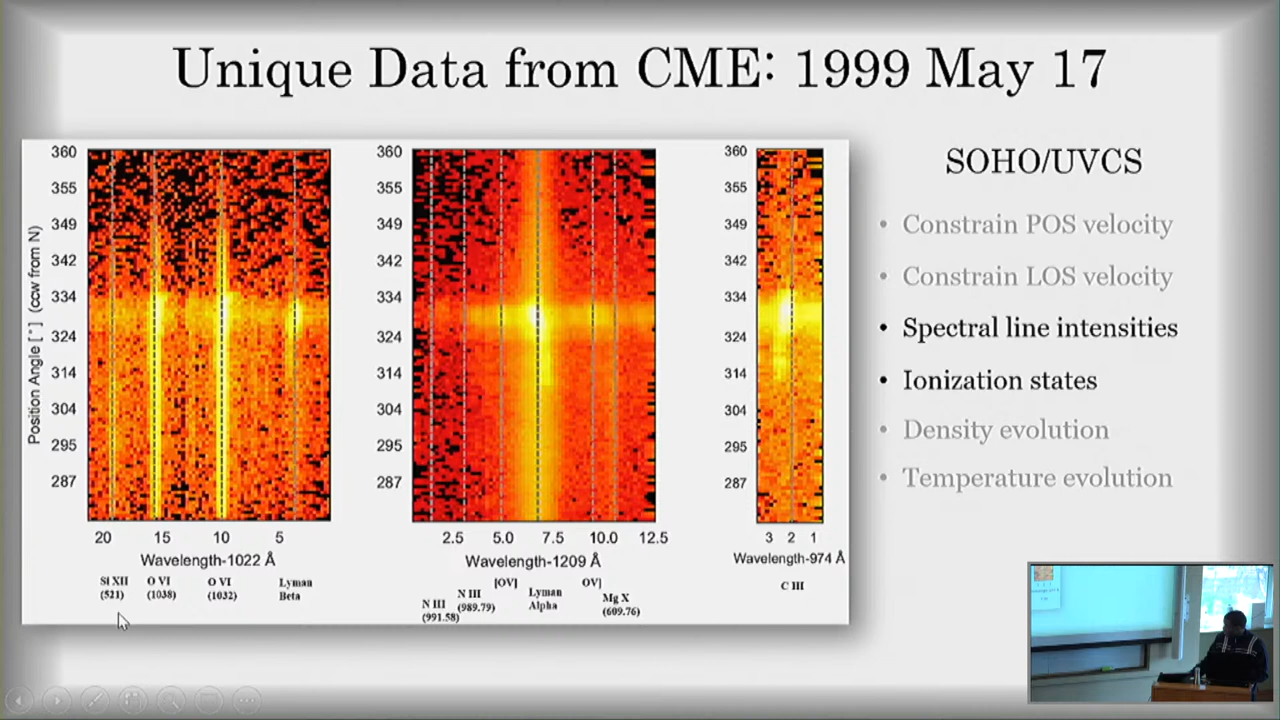 Unique Data from CME: 1999 May 17
360
355
349
342
334
324
314
304
295
287
Position Angle [°] (ccw from N)
20 15 10 5
Wavelength-1022 Å
Si XII
(521)
O VI
(1038)
O VI
(1032)
Lyman
Beta
360
355
349
342
334
324
314
304
295
287
2.5 5.0 7.5 10.0 12.5
Wavelength-1209 Å
N III
(991.58)
N III
(989.79)
[OV]
Lyman
Alpha
OV]
Mg X
(609.76)
360
355
349
342
334
324
314
304
295
287
3 2 1
Wavelength-974 Å
C III
SOHO/UVCS
• Constrain POS velocity
• Constrain LOS velocity
• Spectral line intensities
• Ionization states
• Density evolution
• Temperature evolution